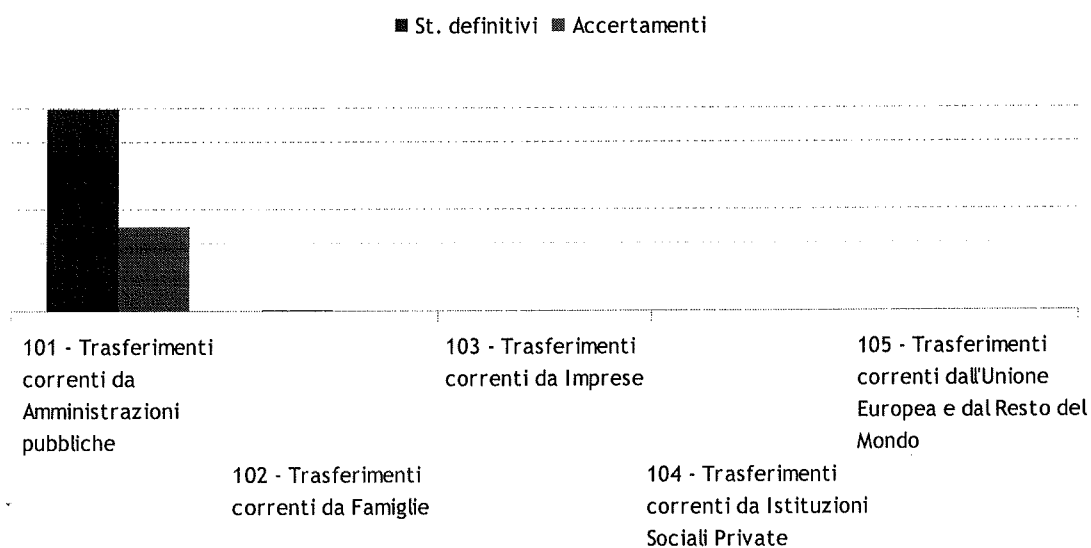 St. definitivi Accertamenti
101 - Trasferimenti
correnti da
Amministrazioni
pubbliche
102 - Trasferimenti
correnti da Famiglie
103 - Trasferimenti
correnti da Imprese
104 - Trasferimenti
correnti da Istituzioni
Sociali Private
105 - Trasferimenti
correnti dall'Unione
Europea e dal Resto del
Mondo